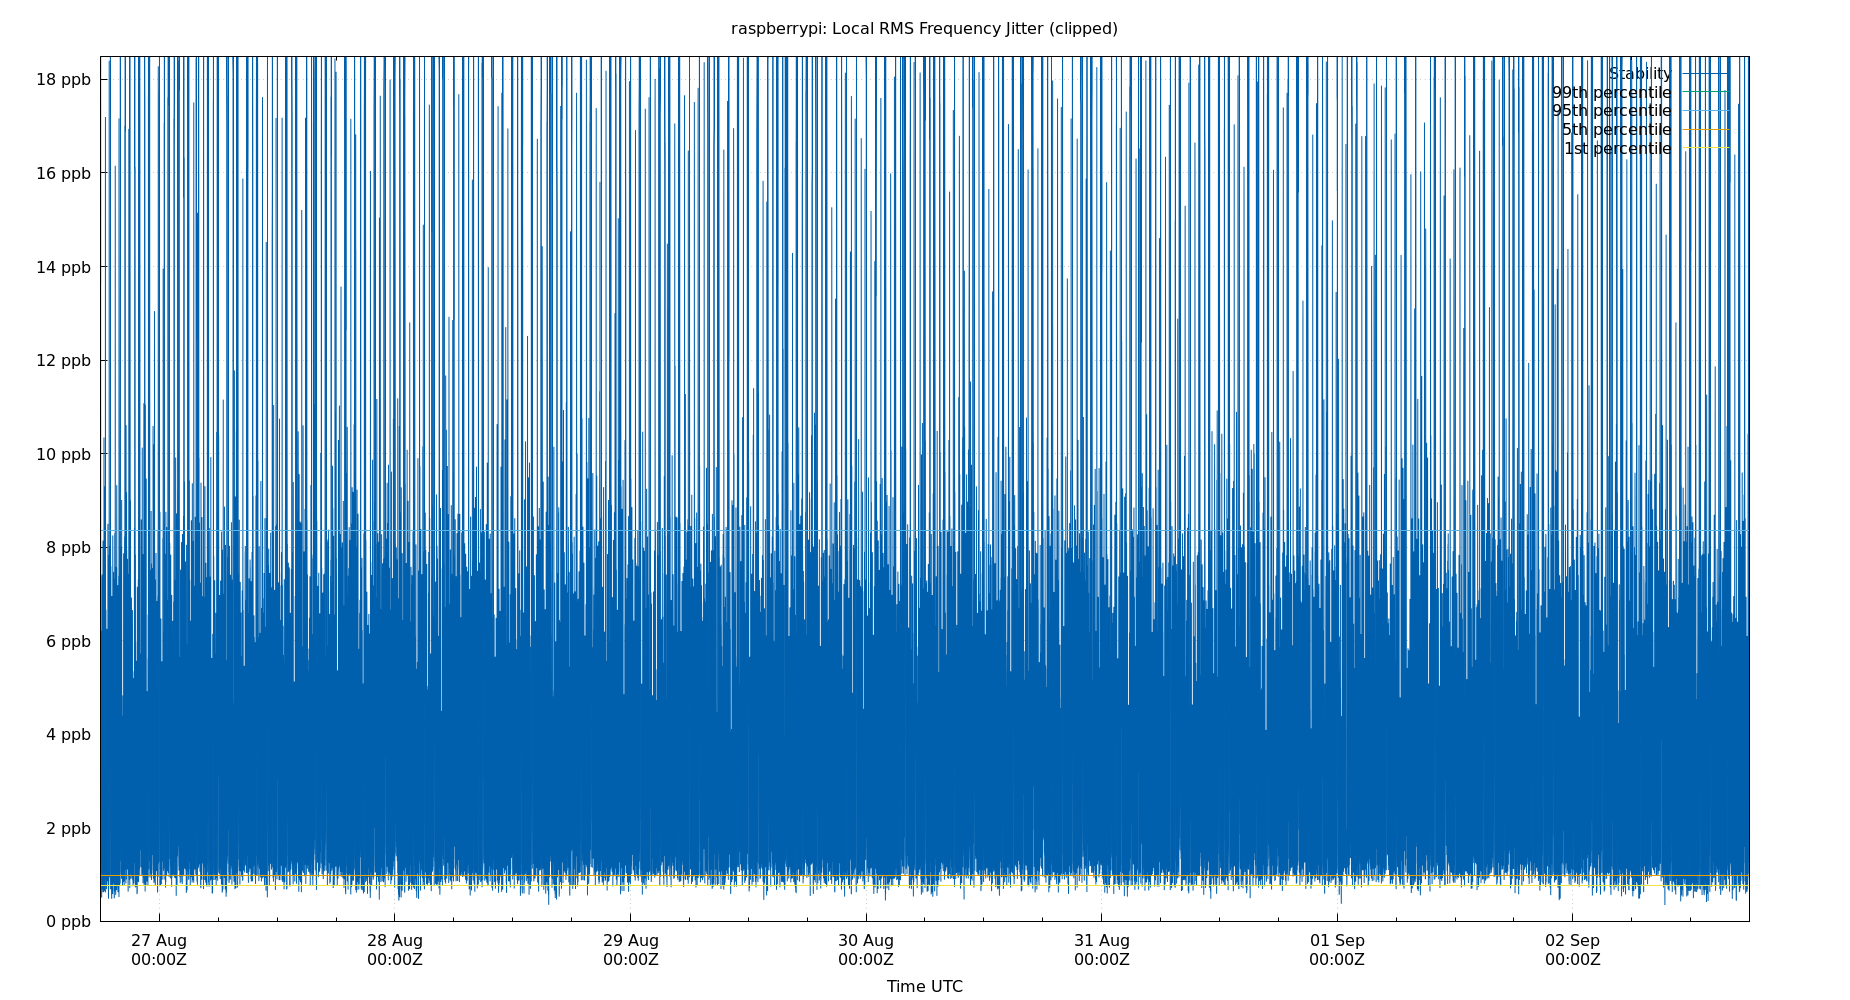 raspberrypi: Local RMS Frequency Jitter (clipped)
18 ppb
16 ppb
14 ppb
12 ppb
10 ppb
8 ppb
6 ppb
4 ppb
2 ppb
0 ppb
Stability
99th percentile
95th percentile
5th percentile
1st percentile
27 Aug 28 Aug 29 Aug 30 Aug 31 Aug 01 Sep 02 Sep
00:00Z 00:00Z 00:00Z 00:00Z 00:00Z 00:00Z 00:00Z
Time UTC